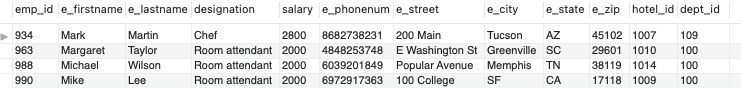 emp_id e_firstname e_lastname designation salary e_phonenum e_street e_city e_state e_zip hotel_id dept_id
934 Mark Martin Chef 2800 8682738231 200 Main Tucson AZ 45102 1007 109
963 Margaret Taylor Room attendant 2000 4848253748 E Washington St Greenville SC 29601 1010 100
988 Michael Wilson Room attendant 2000 6039201849 Popular Avenue Memphis TN 38119 1014 100
990 Mike Lee Room attendant 2000 6972917363 100 College SF CA 17118 1009 100